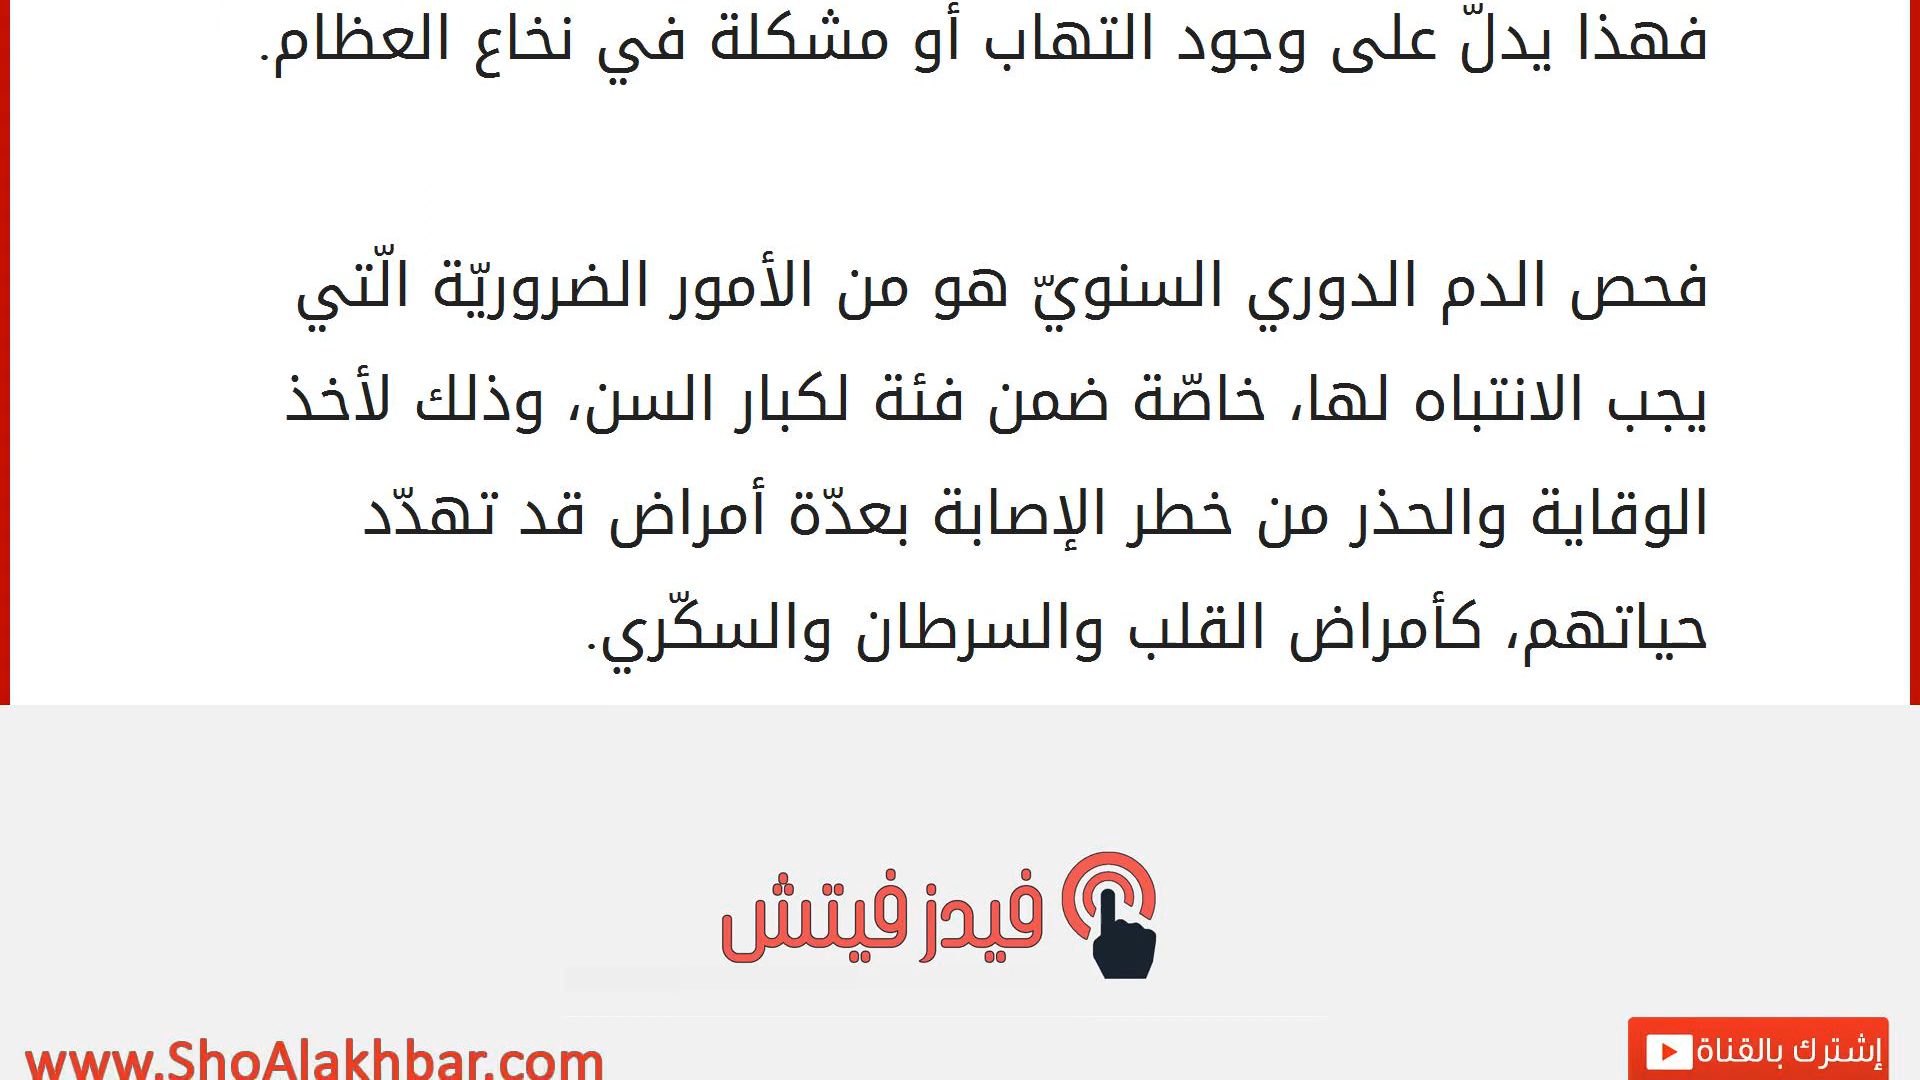 فهذا يدلّ على وجود التهاب أو مشكلة في نخاع العظام.
فحص الدم الدوري السنويّ هو من الأمور الضروريّة الّتي
يجب الانتباه لها، خاصّة ضمن فئة لكبار السن، وذلك لأخذ
الوقاية والحذر من خطر الإصابة بعدّة أمراض قد تهدّد
حياتهم، كأمراض القلب والسرطان والسكّري.
فيدز فيتش
www.ShoAlakhbar.com
إشترك بالقناة